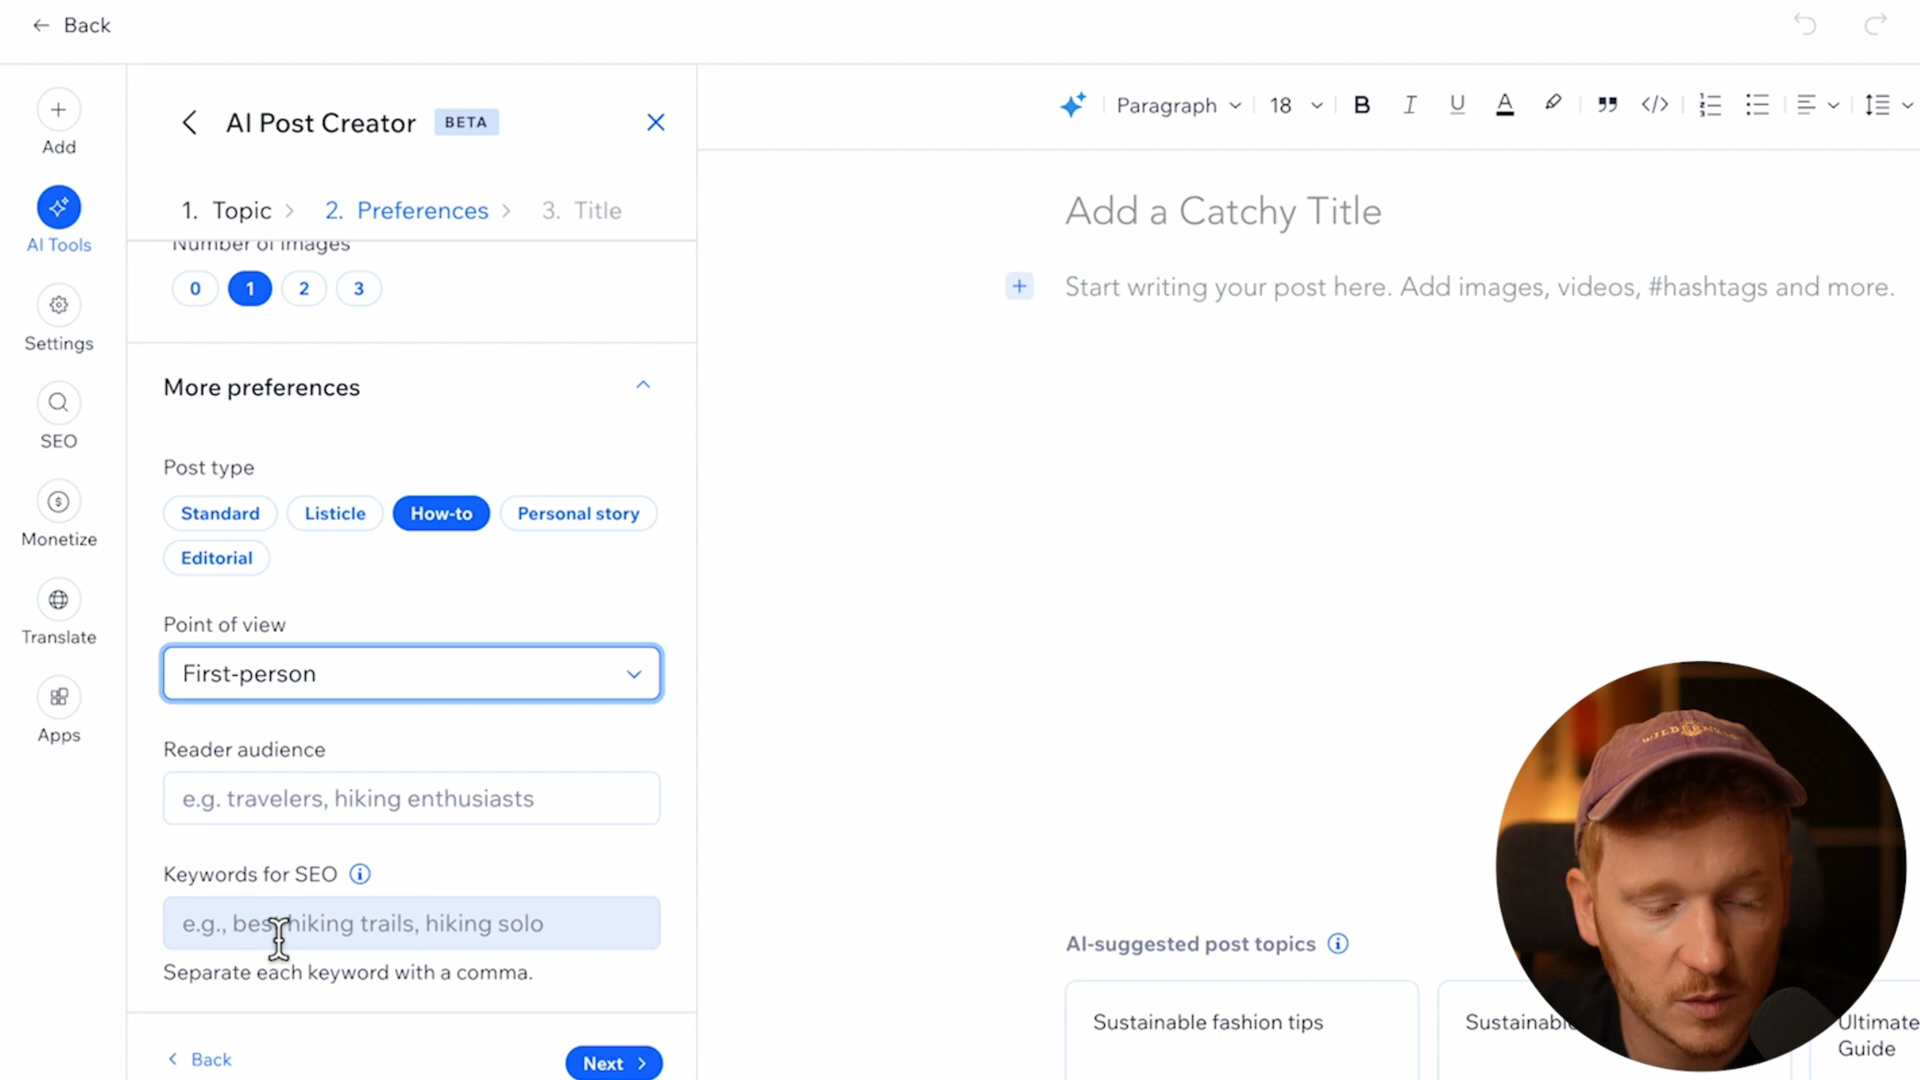 Back
Add
AI Tools
Settings
SEO
Monetize
Translate
Apps
AI Post Creator BETA
1. Topic > 2. Preferences > 3. Title
Number of images
0 1 2 3
More preferences
Post type
Standard Listicle How-to Personal story
Editorial
Point of view
First-person
Reader audience
e.g. travelers, hiking enthusiasts
Keywords for SEO
e.g., best hiking trails, hiking solo
Separate each keyword with a comma.
Back Next
Paragraph 18 B I U A
Add a Catchy Title
Start writing your post here. Add images, videos, #hashtags and more.
AI-suggested post topics
Sustainable fashion tips
Ultimate
Guide